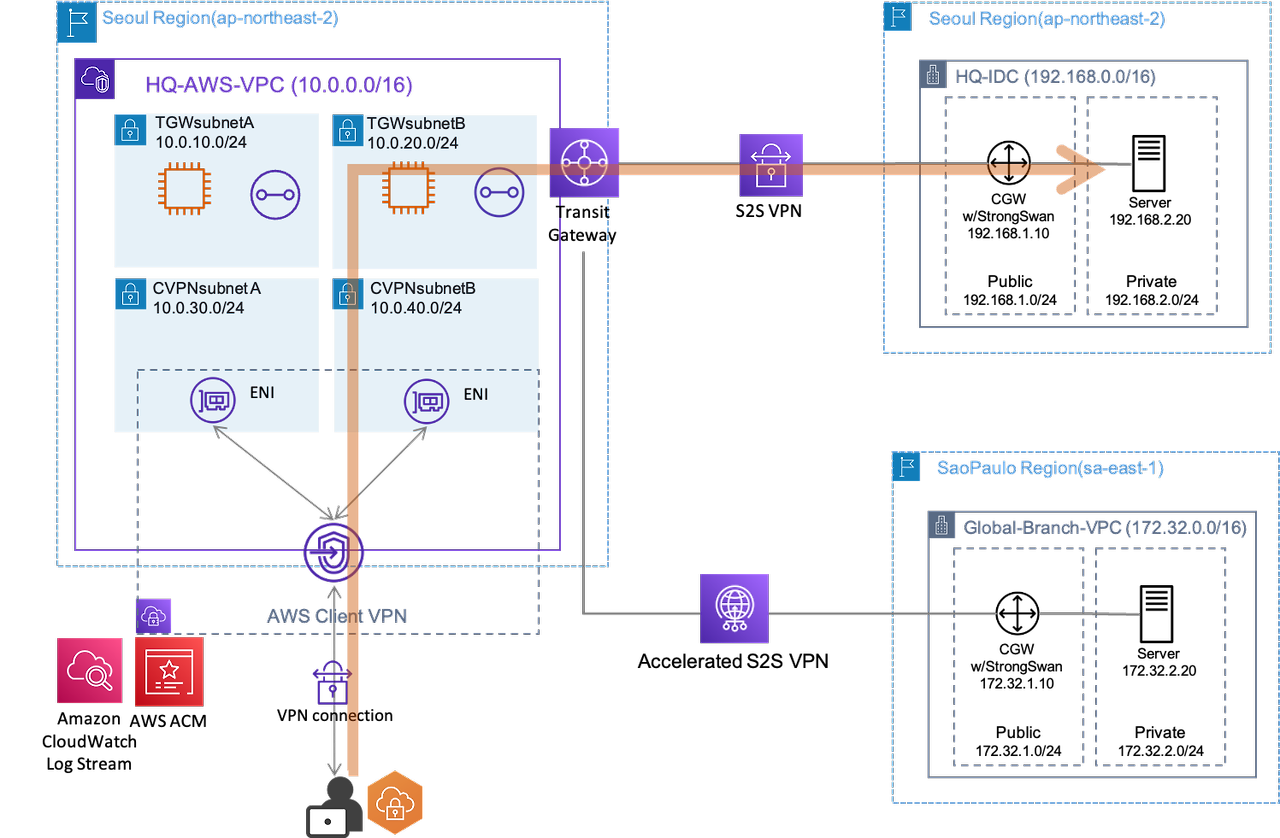 Seoul Region(ap-northeast-2)
HQ-AWS-VPC (10.0.0.0/16)
TGWsubnetA
10.0.10.0/24
TGWsubnetB
10.0.20.0/24
CVPNsubnetA
10.0.30.0/24
CVPNsubnetB
10.0.40.0/24
ENI
ENI
AWS Client VPN
Amazon
CloudWatch
Log Stream
AWS ACM
VPN connection
Transit
Gateway
S2S VPN
Accelerated S2S VPN
Seoul Region(ap-northeast-2)
HQ-IDC (192.168.0.0/16)
CGW
w/StrongSwan
192.168.1.10
Public
192.168.1.0/24
Server
192.168.2.20
Private
192.168.2.0/24
SaoPaulo Region(sa-east-1)
Global-Branch-VPC (172.32.0.0/16)
CGW
w/StrongSwan
172.32.1.10
Public
172.32.1.0/24
Server
172.32.2.20
Private
172.32.2.0/24